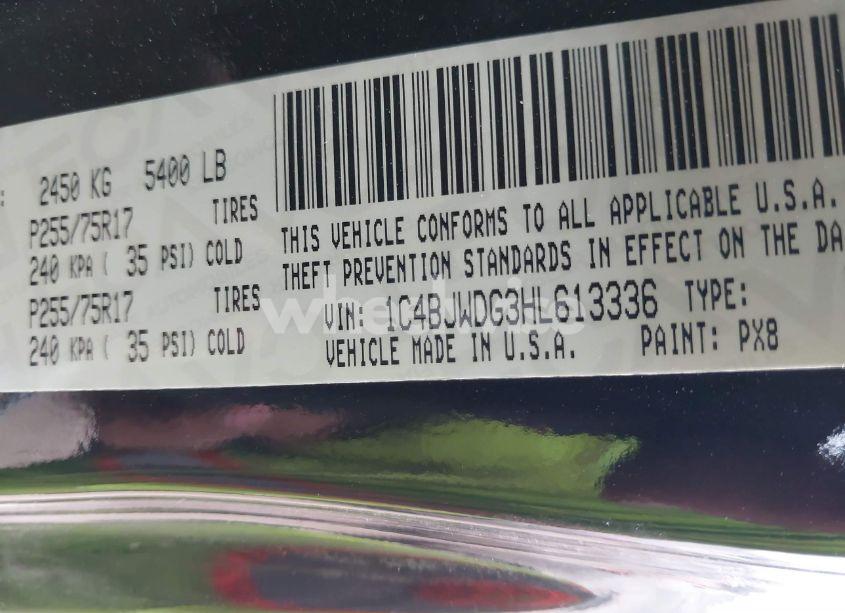 2450 KG 5400 LB
P255/75R17 TIRES
240 KPA ( 35 PSI) COLD
P255/75R17 TIRES
240 KPA ( 35 PSI) COLD
THIS VEHICLE CONFORMS TO ALL APPLICABLE U.S.A.
THEFT PREVENTION STANDARDS IN EFFECT ON THE DA
VIN: 1C4BJWDG3HL613336 TYPE:
VEHICLE MADE IN U.S.A. PAINT: PX8